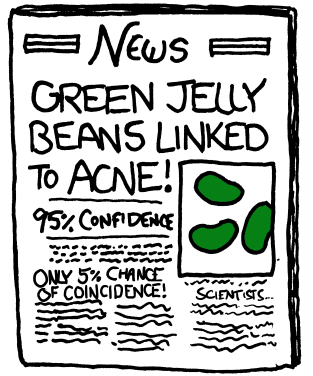 NEWS
GREEN JELLY
BEANS LINKED
TO ACNE!
95% CONFIDENCE
ONLY 5% CHANCE
OF COINCIDENCE!
SCIENTISTS...